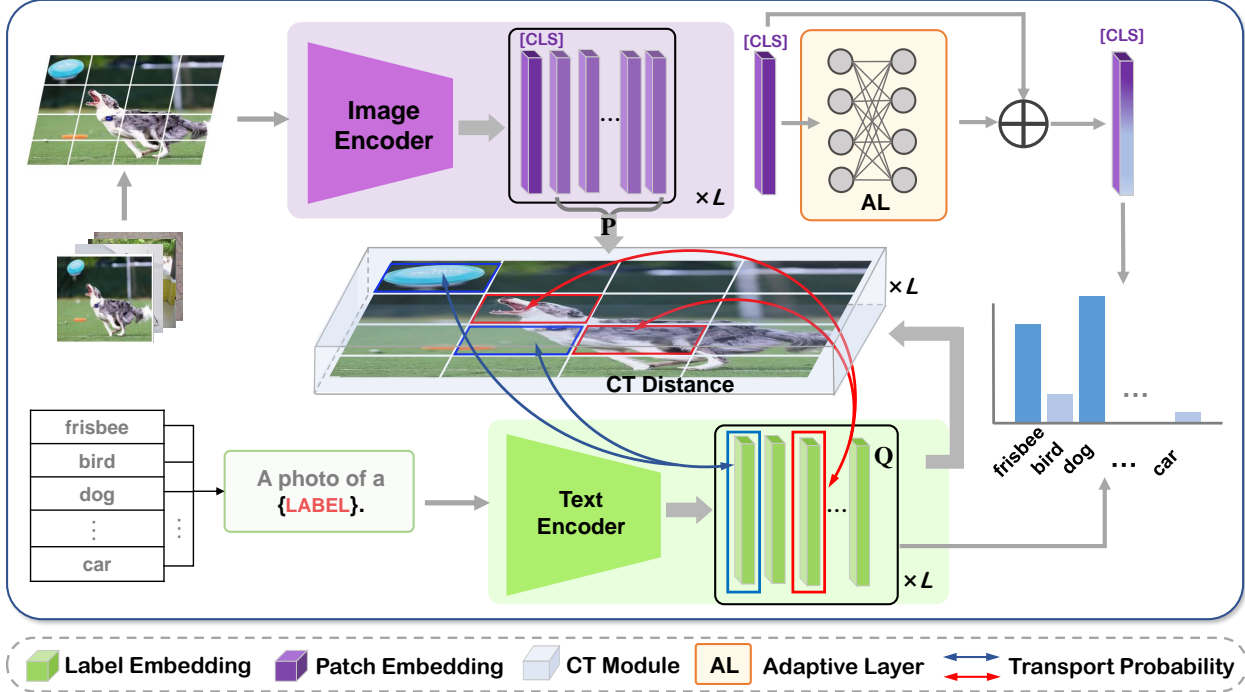 [CLS]
Image
Encoder
...
×L
P
[CLS]
AL
[CLS]
×L
CT Distance
frisbee
bird
dog
⋮
car
⋮
A photo of a
{LABEL}.
Text
Encoder
Q
...
×L
...
frisbee
bird
dog
...
car
Label Embedding
Patch Embedding
CT Module
AL
Adaptive Layer
Transport Probability